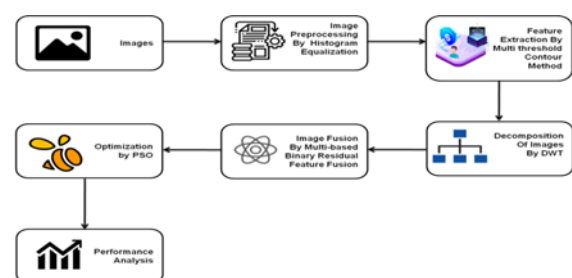 Images
Image
Preprocessing
By Histogram
Equalization
Feature
Extraction By
Multi threshold
Contour
Method
Decomposition
Of Images
By DWT
Image Fusion
By Multi-based
Binary Residual
Feature Fusion
Optimization
by PSO
Performance
Analysis